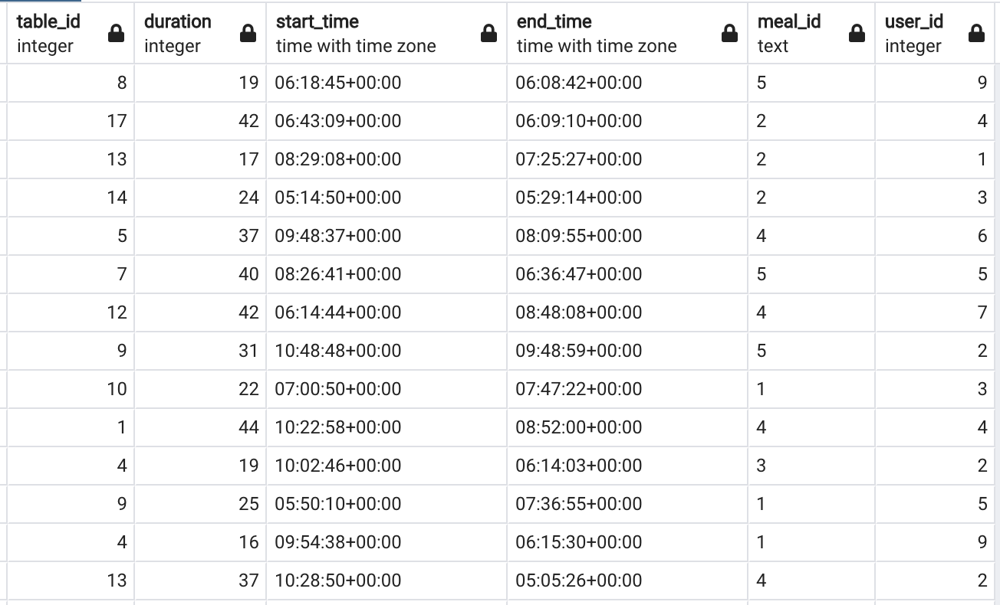 table_id duration start_time end_time meal_id user_id
integer integer time with time zone time with time zone text integer
8 19 06:18:45+00:00 06:08:42+00:00 5 9
17 42 06:43:09+00:00 06:09:10+00:00 2 4
13 17 08:29:08+00:00 07:25:27+00:00 2 1
14 24 05:14:50+00:00 05:29:14+00:00 2 3
5 37 09:48:37+00:00 08:09:55+00:00 4 6
7 40 08:26:41+00:00 06:36:47+00:00 5 5
12 42 06:14:44+00:00 08:48:08+00:00 4 7
9 31 10:48:48+00:00 09:48:59+00:00 5 2
10 22 07:00:50+00:00 07:47:22+00:00 1 3
1 44 10:22:58+00:00 08:52:00+00:00 4 4
4 19 10:02:46+00:00 06:14:03+00:00 3 2
9 25 05:50:10+00:00 07:36:55+00:00 1 5
4 16 09:54:38+00:00 06:15:30+00:00 1 9
13 37 10:28:50+00:00 05:05:26+00:00 4 2